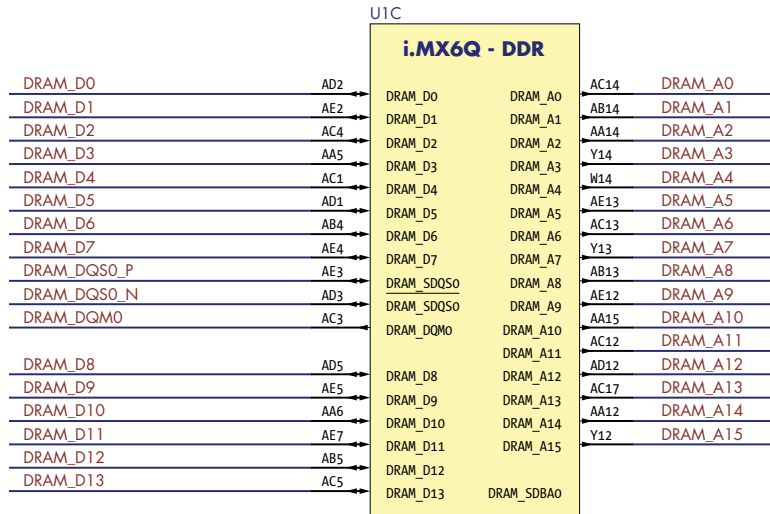 U1C
i.MX6Q - DDR
DRAM_D0 AD2 DRAM_D0 DRAM_A0 AC14 DRAM_A0
DRAM_D1 AE2 DRAM_D1 DRAM_A1 AB14 DRAM_A1
DRAM_D2 AC4 DRAM_D2 DRAM_A2 AA14 DRAM_A2
DRAM_D3 AA5 DRAM_D3 DRAM_A3 Y14 DRAM_A3
DRAM_D4 AC1 DRAM_D4 DRAM_A4 W14 DRAM_A4
DRAM_D5 AD1 DRAM_D5 DRAM_A5 AE13 DRAM_A5
DRAM_D6 AB4 DRAM_D6 DRAM_A6 AC13 DRAM_A6
DRAM_D7 AE4 DRAM_D7 DRAM_A7 Y13 DRAM_A7
DRAM_DQS0_P AE3 DRAM_SDQS0 DRAM_A8 AB13 DRAM_A8
DRAM_DQS0_N AD3 DRAM_SDQS0 DRAM_A9 AE12 DRAM_A9
DRAM_DQM0 AC3 DRAM_DQM0 DRAM_A10 AA15 DRAM_A10
DRAM_A11 AC12 DRAM_A11
DRAM_D8 AD5 DRAM_D8 DRAM_A12 AD12 DRAM_A12
DRAM_D9 AE5 DRAM_D9 DRAM_A13 AC17 DRAM_A13
DRAM_D10 AA6 DRAM_D10 DRAM_A14 AA12 DRAM_A14
DRAM_D11 AE7 DRAM_D11 DRAM_A15 Y12 DRAM_A15
DRAM_D12 AB5 DRAM_D12
DRAM_D13 AC5 DRAM_D13 DRAM_SDBA0